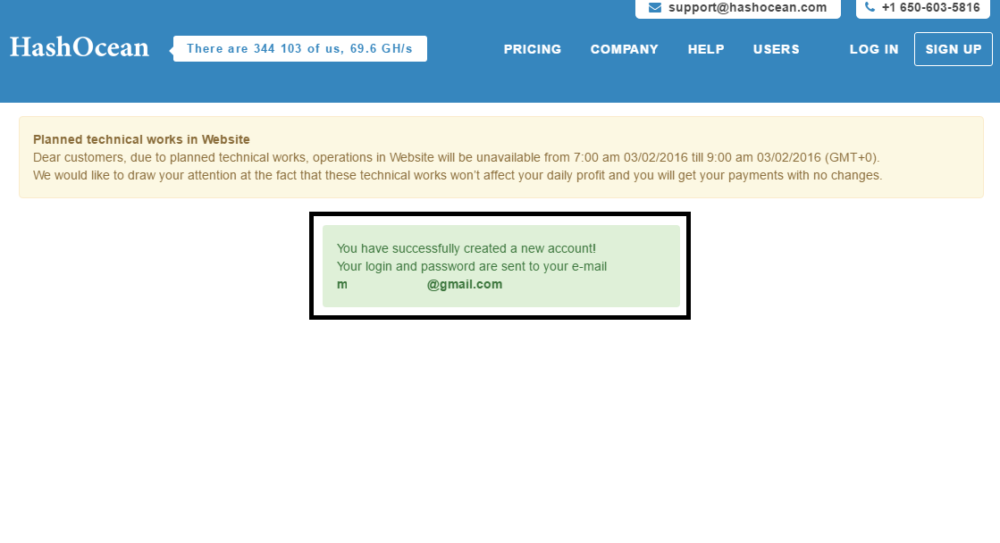 support@hashocean.com
+1 650-603-5816
HashOcean
There are 344 103 of us, 69.6 GH/s
PRICING COMPANY HELP USERS LOG IN SIGN UP
Planned technical works in Website
Dear customers, due to planned technical works, operations in Website will be unavailable from 7:00 am 03/02/2016 till 9:00 am 03/02/2016 (GMT+0).
We would like to draw your attention at the fact that these technical works won't affect your daily profit and you will get your payments with no changes.
You have successfully created a new account!
Your login and password are sent to your e-mail
m @gmail.com